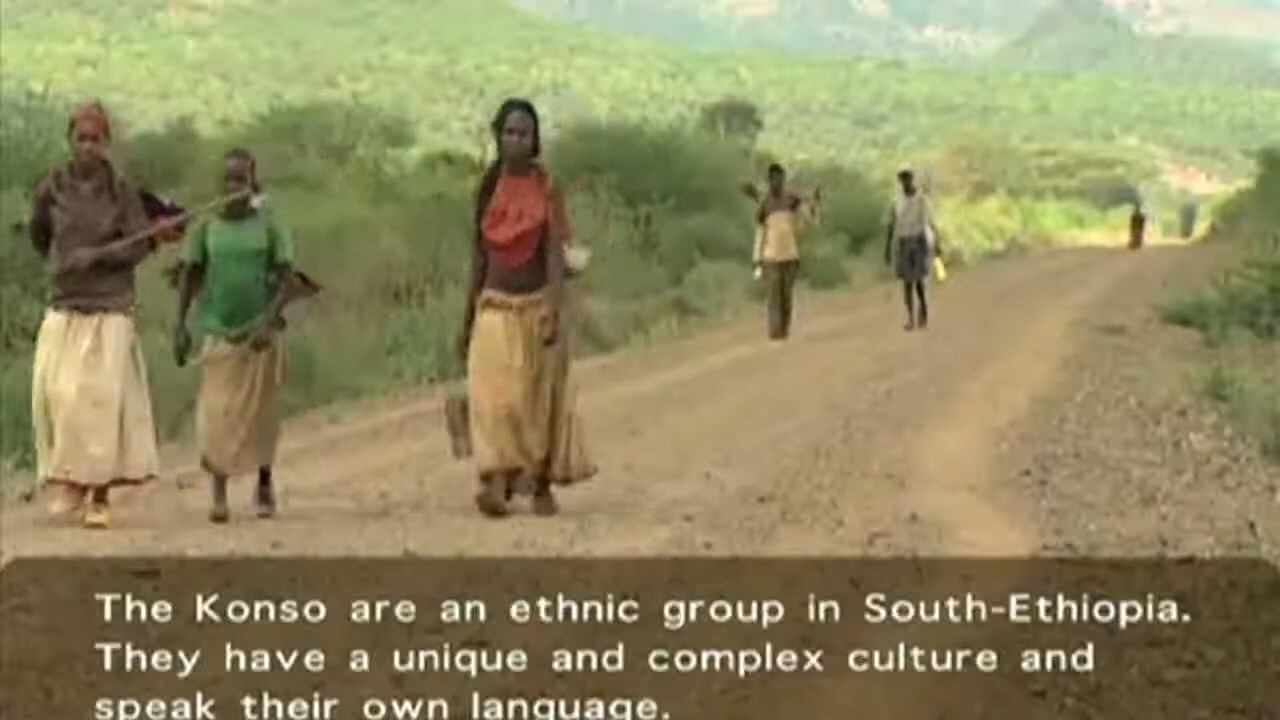 The Konso are an ethnic group in South-Ethiopia.
They have a unique and complex culture and
speak their own language.